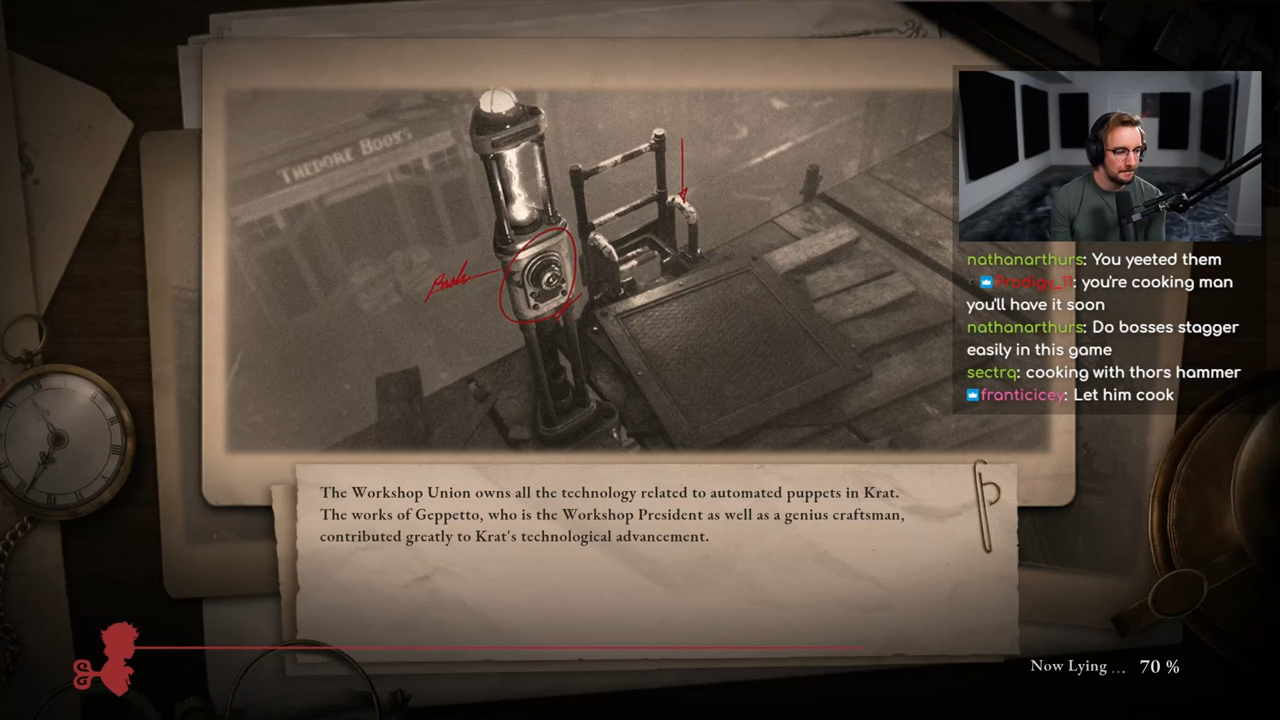 THEDORE BOOX'S
Push
nathanarthurs: You yeeted them
Prodigy_11: you're cooking man
you'll have it soon
nathanarthurs: Do bosses stagger
easily in this game
sectrq: cooking with thors hammer
franticicey: Let him cook
The Workshop Union owns all the technology related to automated puppets in Krat.
The works of Geppetto, who is the Workshop President as well as a genius craftsman,
contributed greatly to Krat's technological advancement.
Now Lying ... 70 %